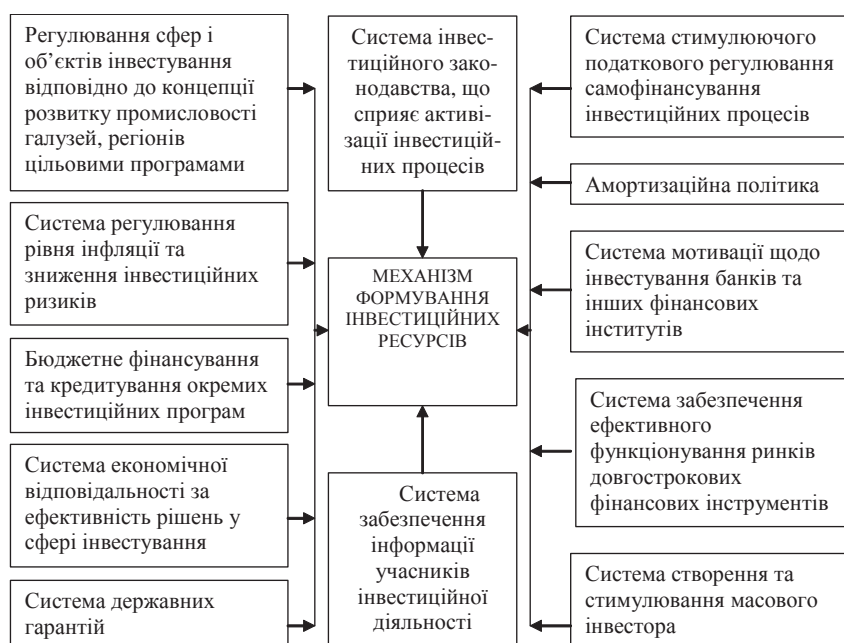 Регулювання сфер і
об’єктів інвестування
відповідно до концепції
розвитку промисловості
галузей, регіонів
цільовими програмами
Система регулювання
рівня інфляції та
зниження інвестиційних
ризиків
Бюджетне фінансування
та кредитування окремих
інвестиційних програм
Система економічної
відповідальності за
ефективність рішень у
сфері інвестування
Система державних
гарантій
Система інвес-
тиційного зако-
нодавства, що
сприяє активі-
зації інвестицій-
них процесів
МЕХАНІЗМ
ФОРМУВАННЯ
ІНВЕСТИЦІЙНИХ
РЕСУРСІВ
Система
забезпечення
інформації
учасників
інвестиційної
діяльності
Система стимулюючого
податкового регулювання
самофінансування
інвестиційних процесів
Амортизаційна політика
Система мотивації щодо
інвестування банків та
інших фінансових
інститутів
Система забезпечення
ефективного
функціонування ринків
довгострокових
фінансових інструментів
Система створення та
стимулювання масового
інвестора